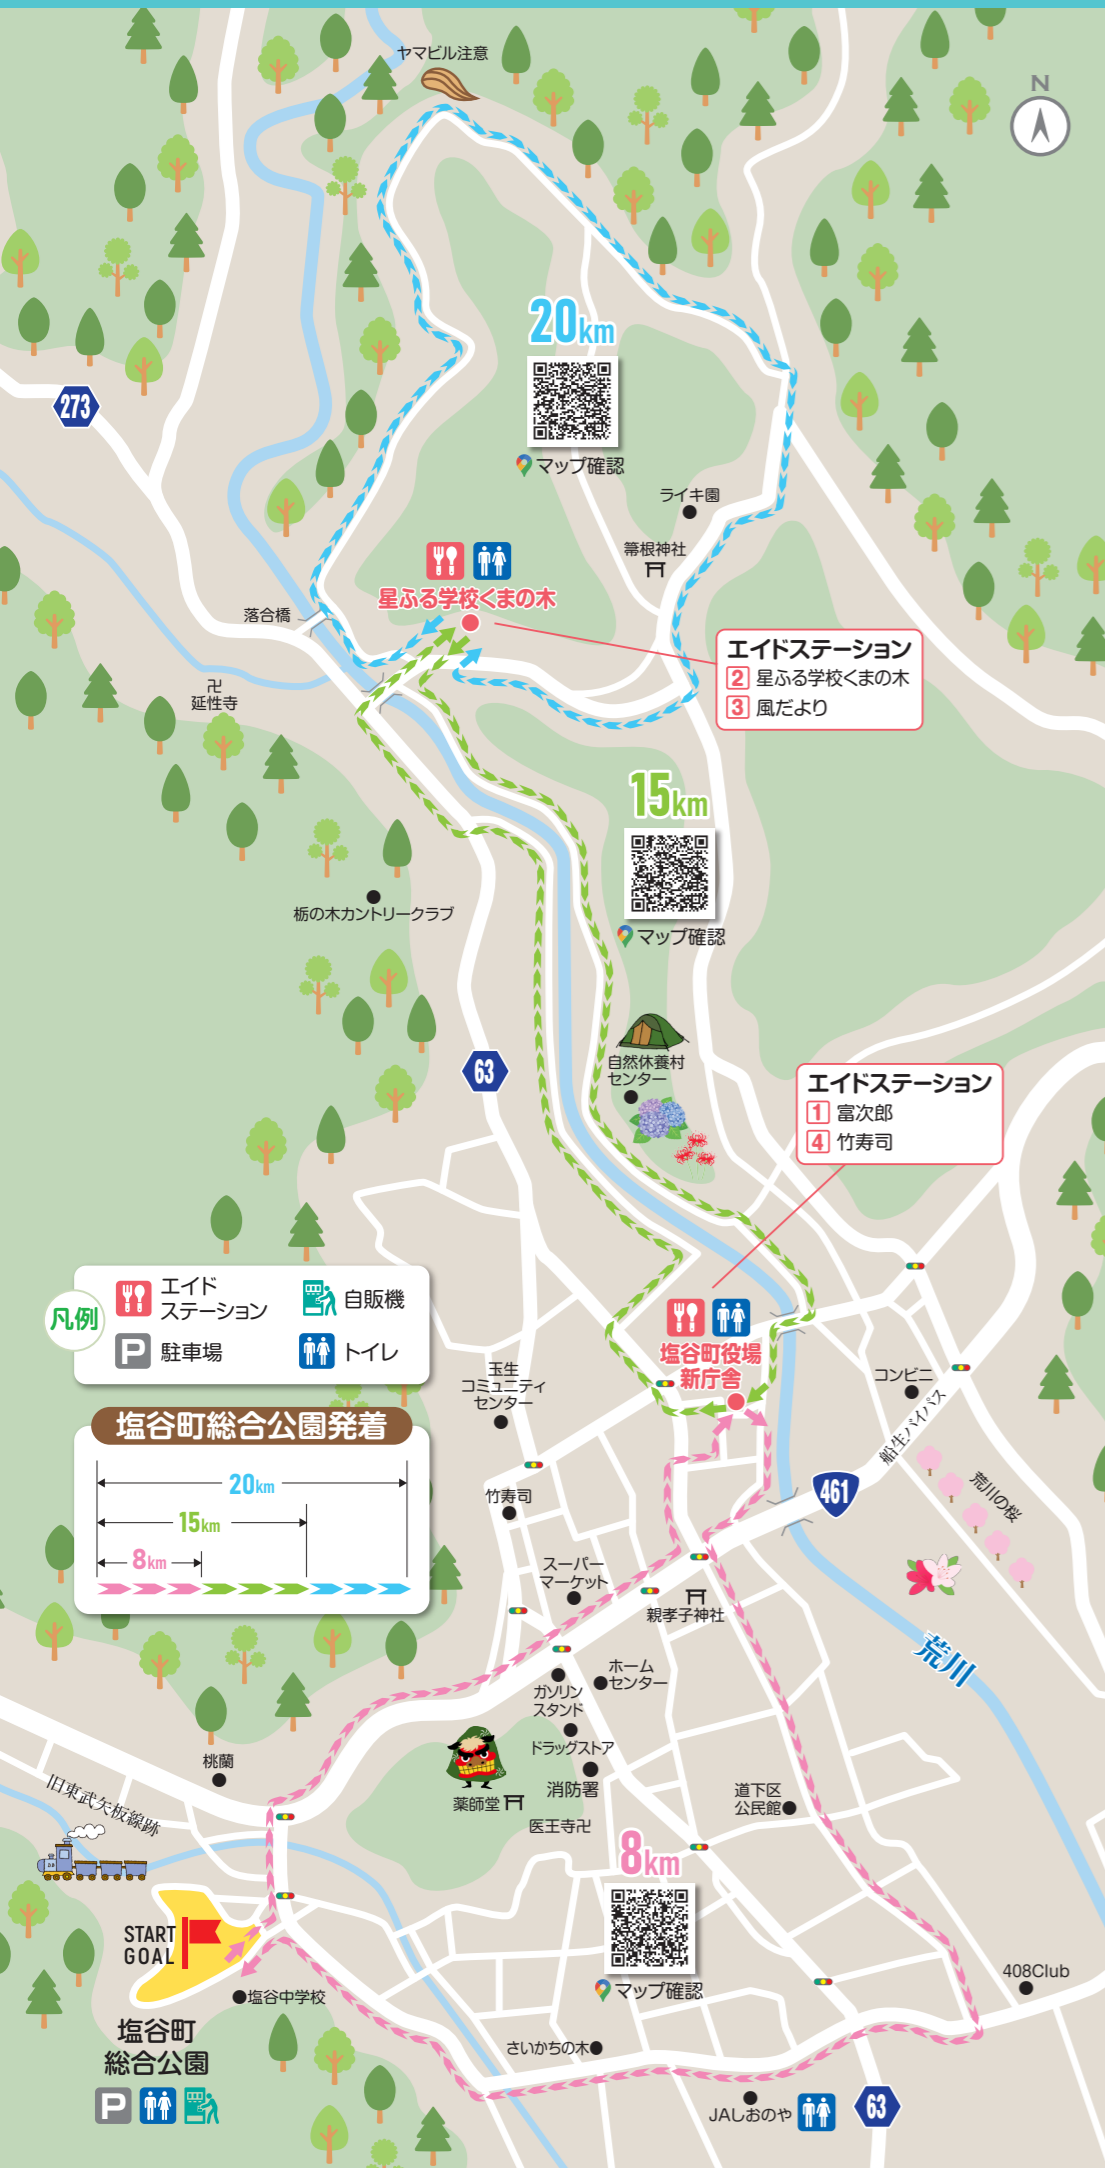 ヤマビル注意
N
20km
マップ確認
273
ライキ園
箒根神社
星ふる学校くまの木
落合橋
延性寺
エイドステーション
2 星ふる学校くまの木
3 風だより
15km
マップ確認
栃の木カントリークラブ
63
自然休養村
センター
エイドステーション
1 富次郎
4 竹寿司
凡例
エイド
ステーション
自販機
P 駐車場
トイレ
塩谷町役場
新庁舎
玉生
コミュニティ
センター
コンビニ
船生バイパス
塩谷町総合公園発着
20km
15km
8km
461
荒川の桜
竹寿司
スーパー
マーケット
親孝子神社
荒川
ホーム
センター
ガソリン
スタンド
ドラッグストア
消防署
薬師堂
医王寺
桃蘭
旧東武矢板線跡
道下区
公民館
8km
マップ確認
START
GOAL
塩谷中学校
408Club
塩谷町
総合公園
P
さいかちの木
JAしおのや
63